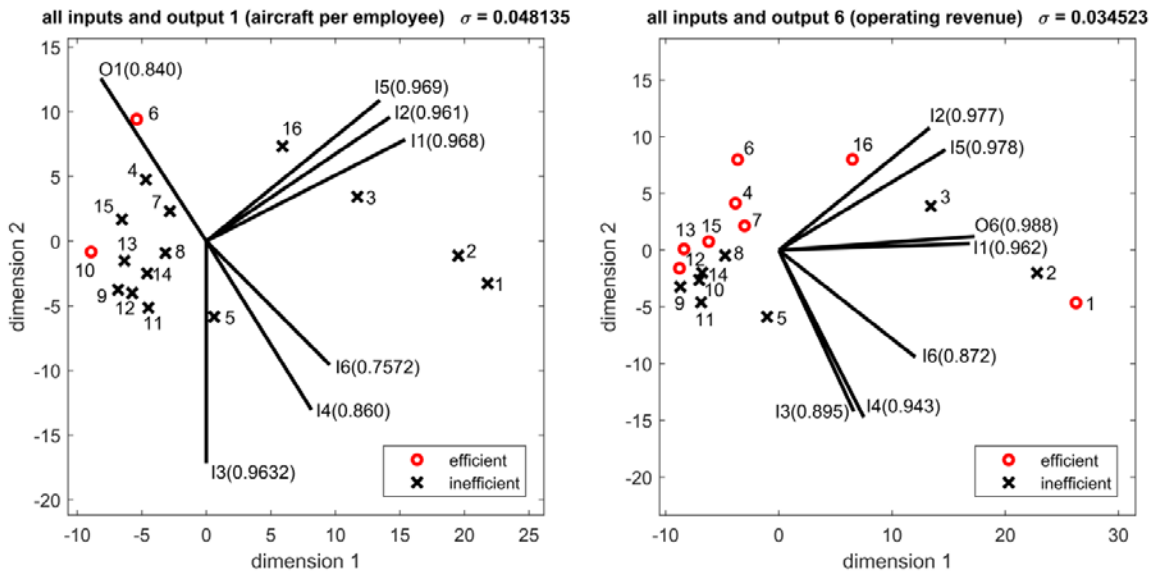 all inputs and output 1 (aircraft per employee) σ = 0.048135
15
10
5
0
-5
-10
-15
-20
dimension 2
O1(0.840)
6
I5(0.969)
I2(0.961)
I1(0.968)
16
4
7
3
15
13
8
10
14
2
1
9
12
11
5
I6(0.7572)
I4(0.860)
I3(0.9632)
efficient
inefficient
-10 -5 0 5 10 15 20 25
dimension 1
all inputs and output 6 (operating revenue) σ = 0.034523
15
10
5
0
-5
-10
-15
-20
dimension 2
I2(0.977)
I5(0.978)
6
16
4
3
7
O6(0.988)
I1(0.962)
13
15
8
12
14
2
9
10
11
5
1
I6(0.872)
I3(0.895)
I4(0.943)
efficient
inefficient
-10 0 10 20 30
dimension 1